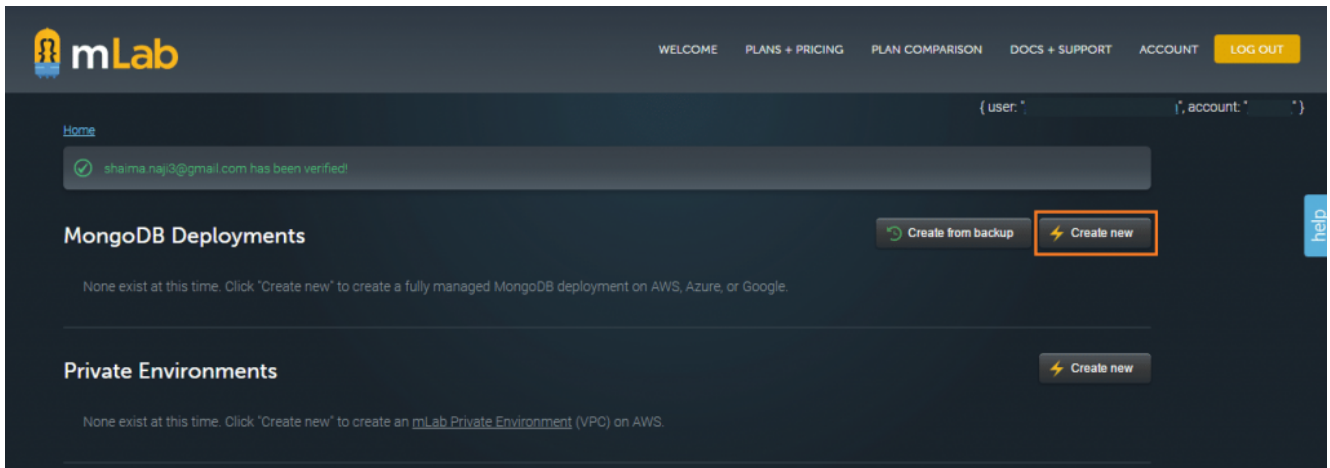 mLab
WELCOME PLANS + PRICING PLAN COMPARISON DOCS + SUPPORT ACCOUNT LOG OUT
{ user: " ", account: " " }
Home
shaima.naji3@gmail.com has been verified!
MongoDB Deployments
Create from backup Create new
help
None exist at this time. Click "Create new" to create a fully managed MongoDB deployment on AWS, Azure, or Google.
Private Environments
Create new
None exist at this time. Click "Create new" to create an mLab Private Environment (VPC) on AWS.